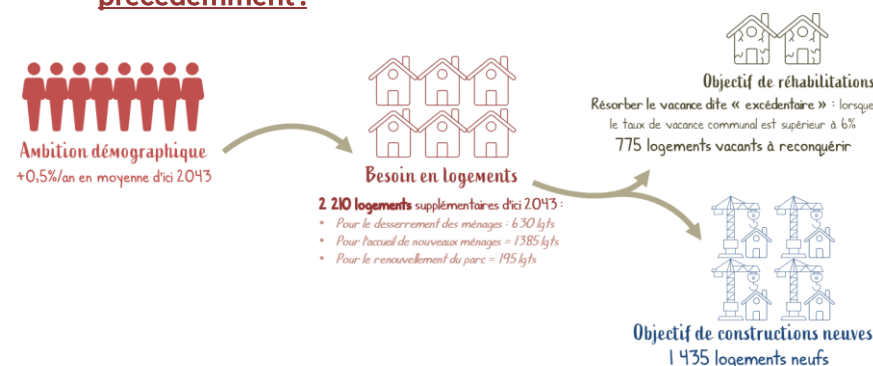 précédemment:
Ambition démographique
+0,5%/an en moyenne d'ici 2043
Besoin en logements
2 210 logements supplémentaires d'ici 2043 :
• Pour le desserrement des ménages : 630 lgts
• Pour l'accueil de nouveaux ménages = 1385 lgts
• Pour le renouvellement du parc = 195 lgts
Objectif de réhabilitations
Résorber le vacance dite « excédentaire » : lorsque
le taux de vacance communal est supérieur à 6%
775 logements vacants à reconquérir
Objectif de constructions neuves
1 435 logements neufs